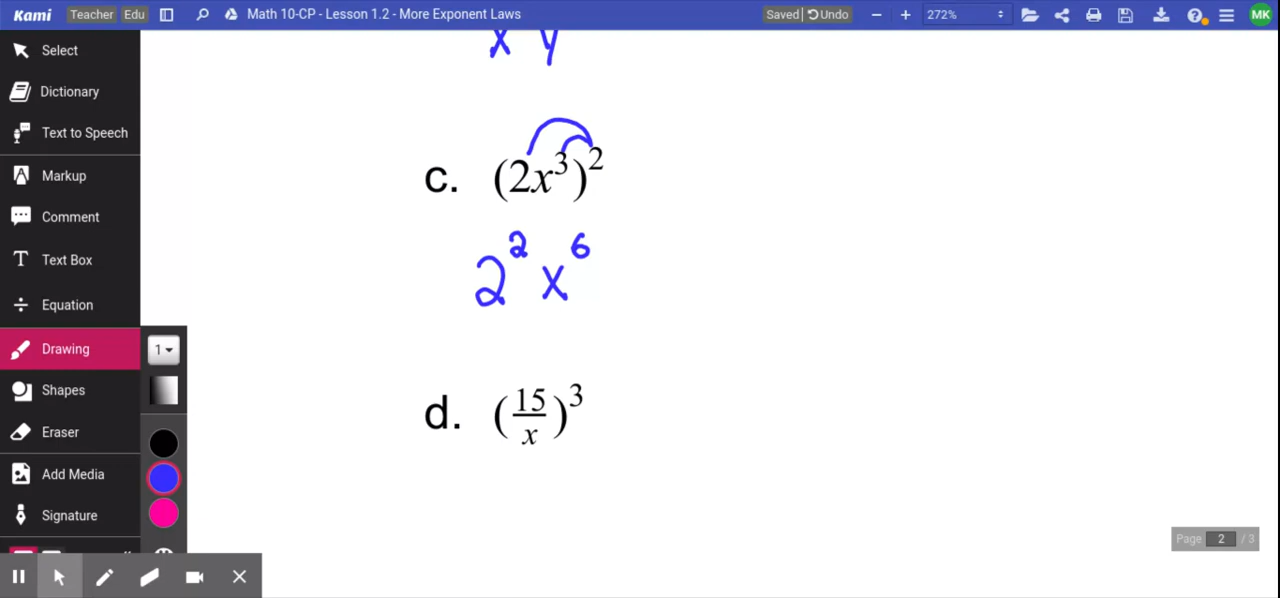 Kami Teacher Edu Math 10-CP - Lesson 1.2 - More Exponent Laws Saved Undo − + 272% MK
Select
Dictionary
Text to Speech
Markup
Comment
Text Box
Equation
Drawing
1
Shapes
Eraser
Add Media
Signature
x y
c. (2x³)²
2² x⁶
d. (15/x)³
Page 2 / 3